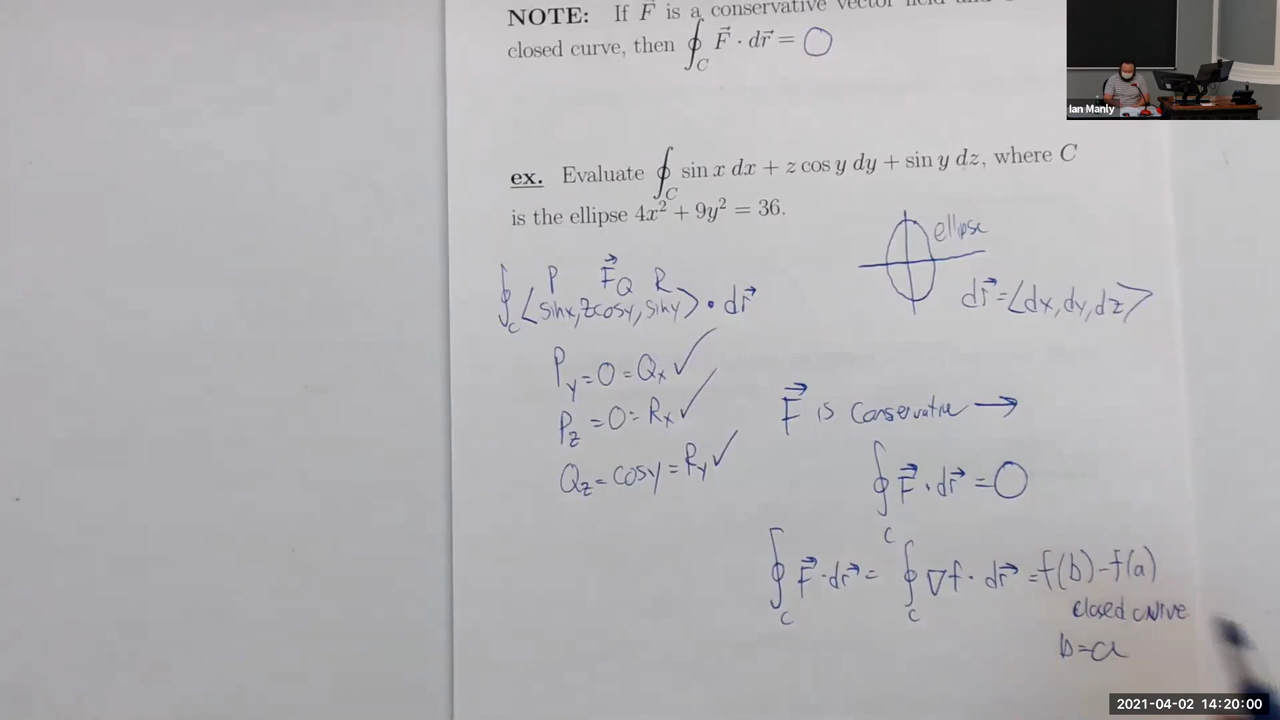 NOTE: If F⃗ is a conservative vector field and
closed curve, then ∮_C F⃗ · dr⃗ = 0
Ian Manly
ex. Evaluate ∮_C sin x dx + z cos y dy + sin y dz, where C
is the ellipse 4x² + 9y² = 36.
ellipse
P F⃗ Q R
∮_C ⟨sinx, zcosy, siny⟩ • dr⃗
dr⃗ = ⟨dx, dy, dz⟩
P_y = 0 = Q_x ✓
P_z = 0 = R_x ✓
Q_z = cosy = R_y ✓
F⃗ is conservative →
∮_C F⃗ · dr⃗ = 0
∮_C F⃗ · dr⃗ = ∮_C ∇f · dr⃗ = f(b) - f(a)
closed curve
b = a
2021-04-02 14:20:00